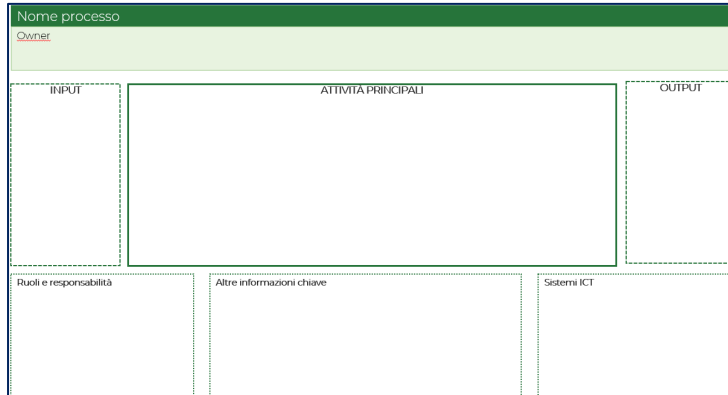 Nome processo
Owner
INPUT
ATTIVITÀ PRINCIPALI
OUTPUT
Ruoli e responsabilità
Altre informazioni chiave
Sistemi ICT